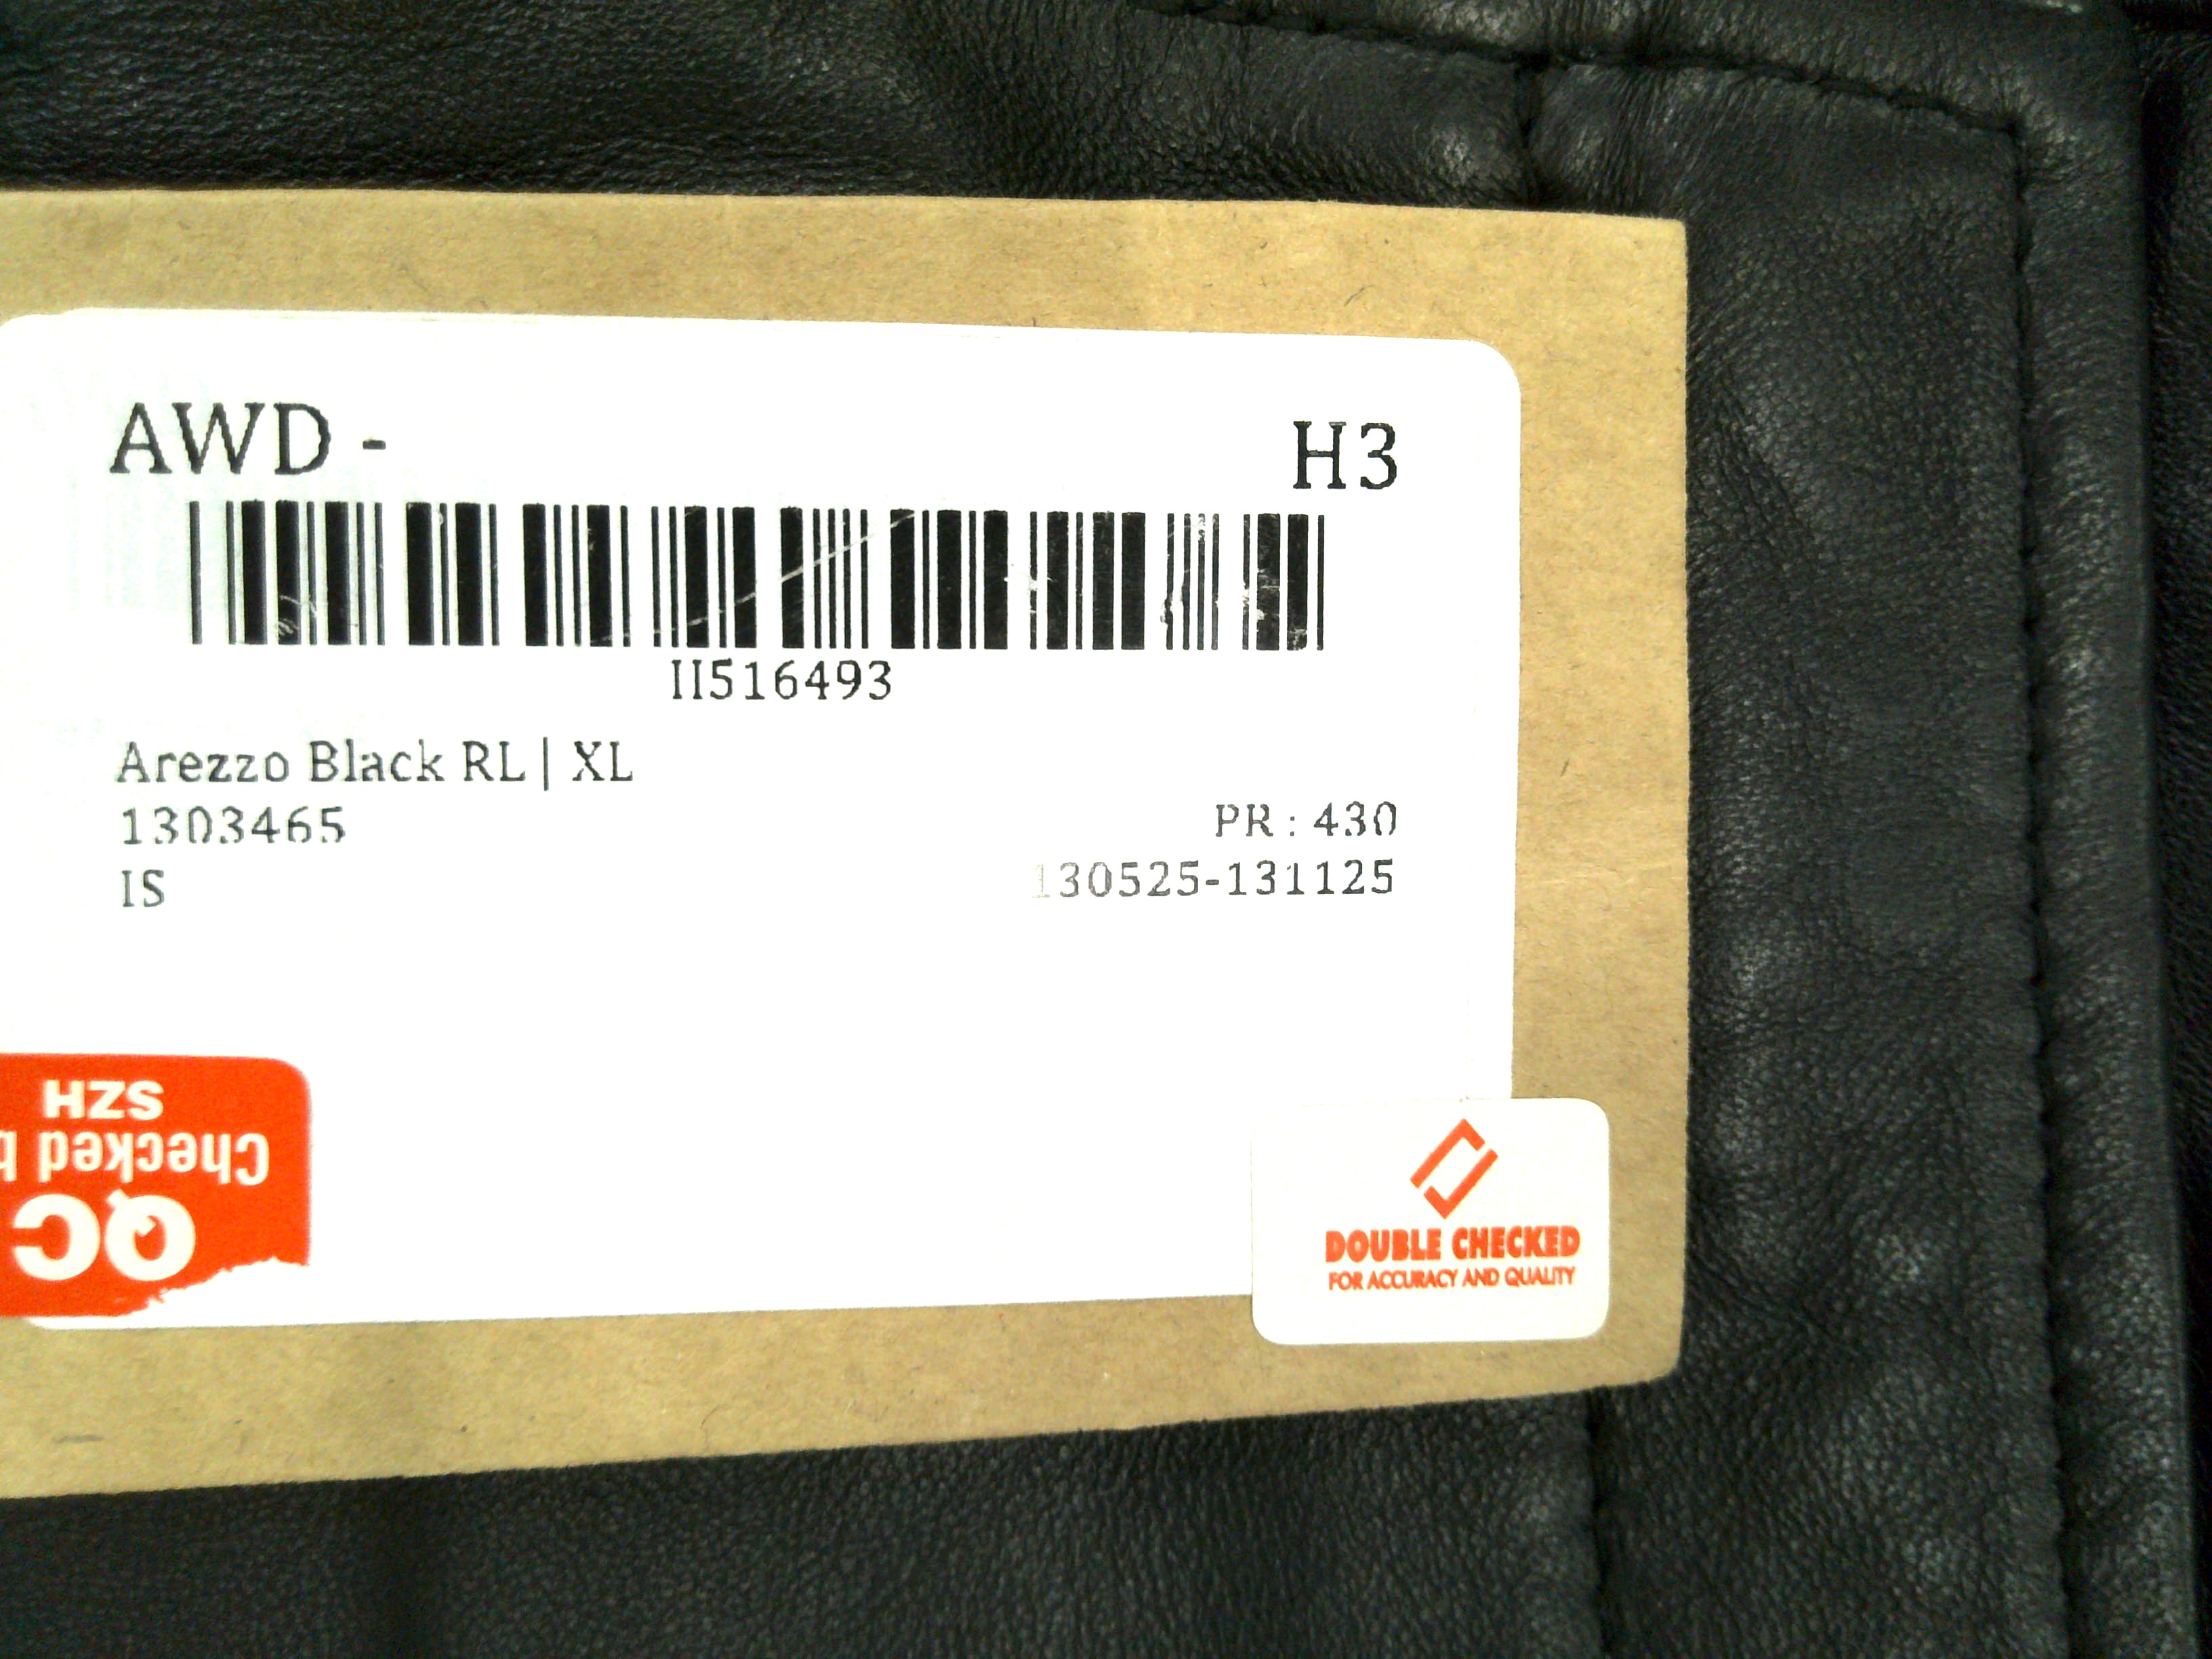 AWD - H3
II516493
Arezzo Black RL | XL
1303465
PR : 430
IS
130525-131125
SZH
Checked b
QC
DOUBLE CHECKED
FOR ACCURACY AND QUALITY